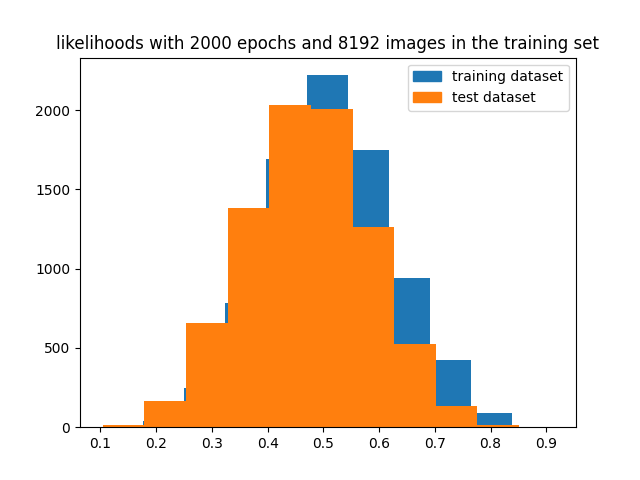 likelihoods with 2000 epochs and 8192 images in the training set
training dataset
test dataset
2000
1500
1000
500
0
0.1 0.2 0.3 0.4 0.5 0.6 0.7 0.8 0.9